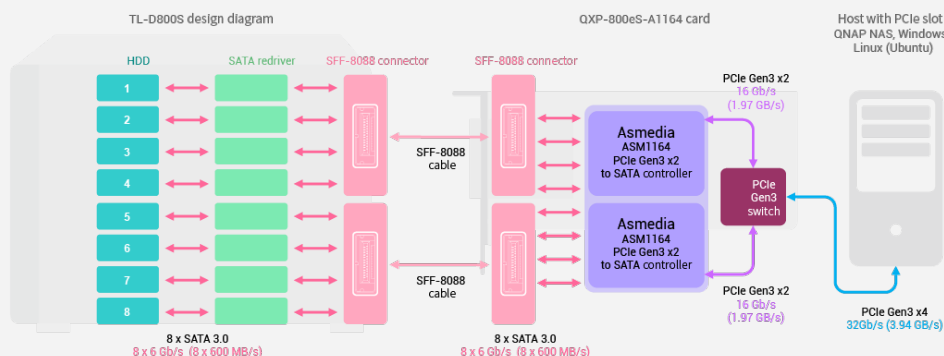 TL-D800S design diagram
QXP-800eS-A1164 card
Host with PCIe slot
QNAP NAS, Windows
Linux (Ubuntu)
HDD
SATA redriver
SFF-8088 connector
SFF-8088 connector
1
2
3
4
5
6
7
8
SFF-8088
cable
SFF-8088
cable
Asmedia
ASM1164
PCIe Gen3 x2
to SATA controller
Asmedia
ASM1164
PCIe Gen3 x2
to SATA controller
PCIe Gen3 x2
16 Gb/s
(1.97 GB/s)
PCIe
Gen3
switch
PCIe Gen3 x2
16 Gb/s
(1.97 GB/s)
PCIe Gen3 x4
32Gb/s (3.94 GB/s)
8 x SATA 3.0
8 x 6 Gb/s (8 x 600 MB/s)
8 x SATA 3.0
8 x 6 Gb/s (8 x 600 MB/s)